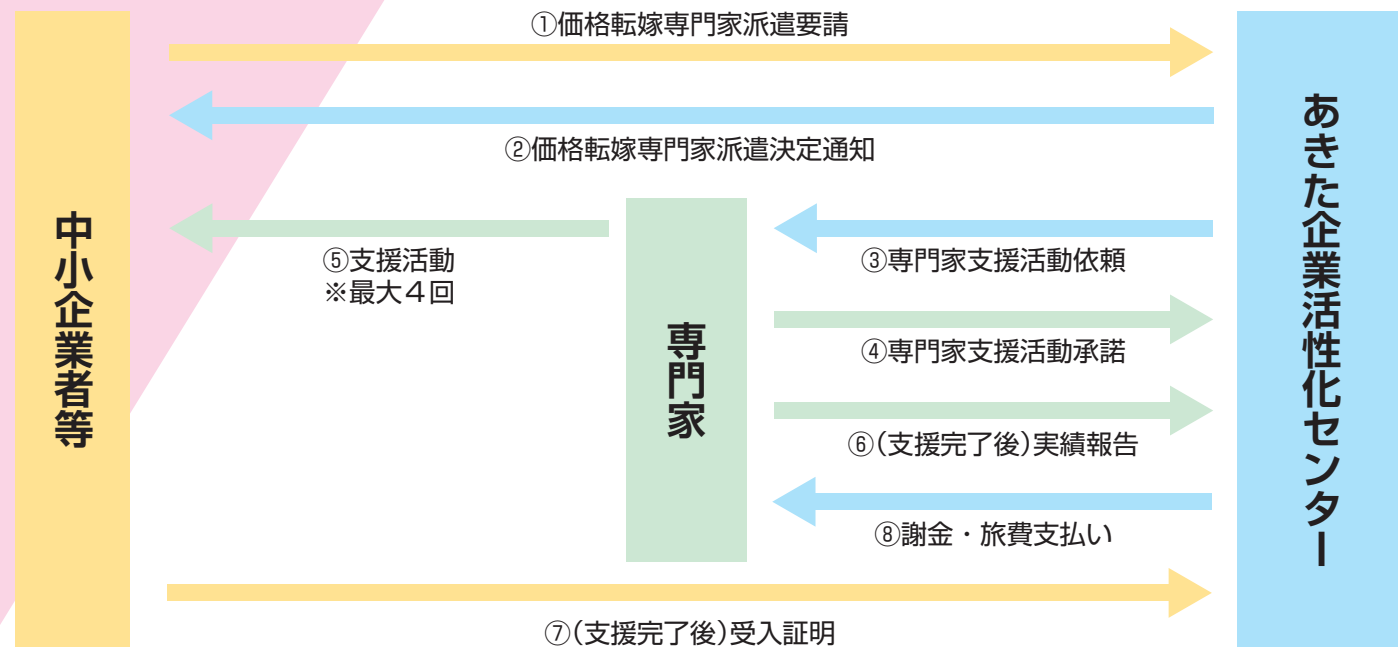 ①価格転嫁専門家派遣要請
②価格転嫁専門家派遣決定通知
中小企業者等
⑤支援活動
※最大４回
専門家
③専門家支援活動依頼
④専門家支援活動承諾
⑥(支援完了後)実績報告
⑧謝金・旅費支払い
⑦(支援完了後)受入証明
あきた企業活性化センター